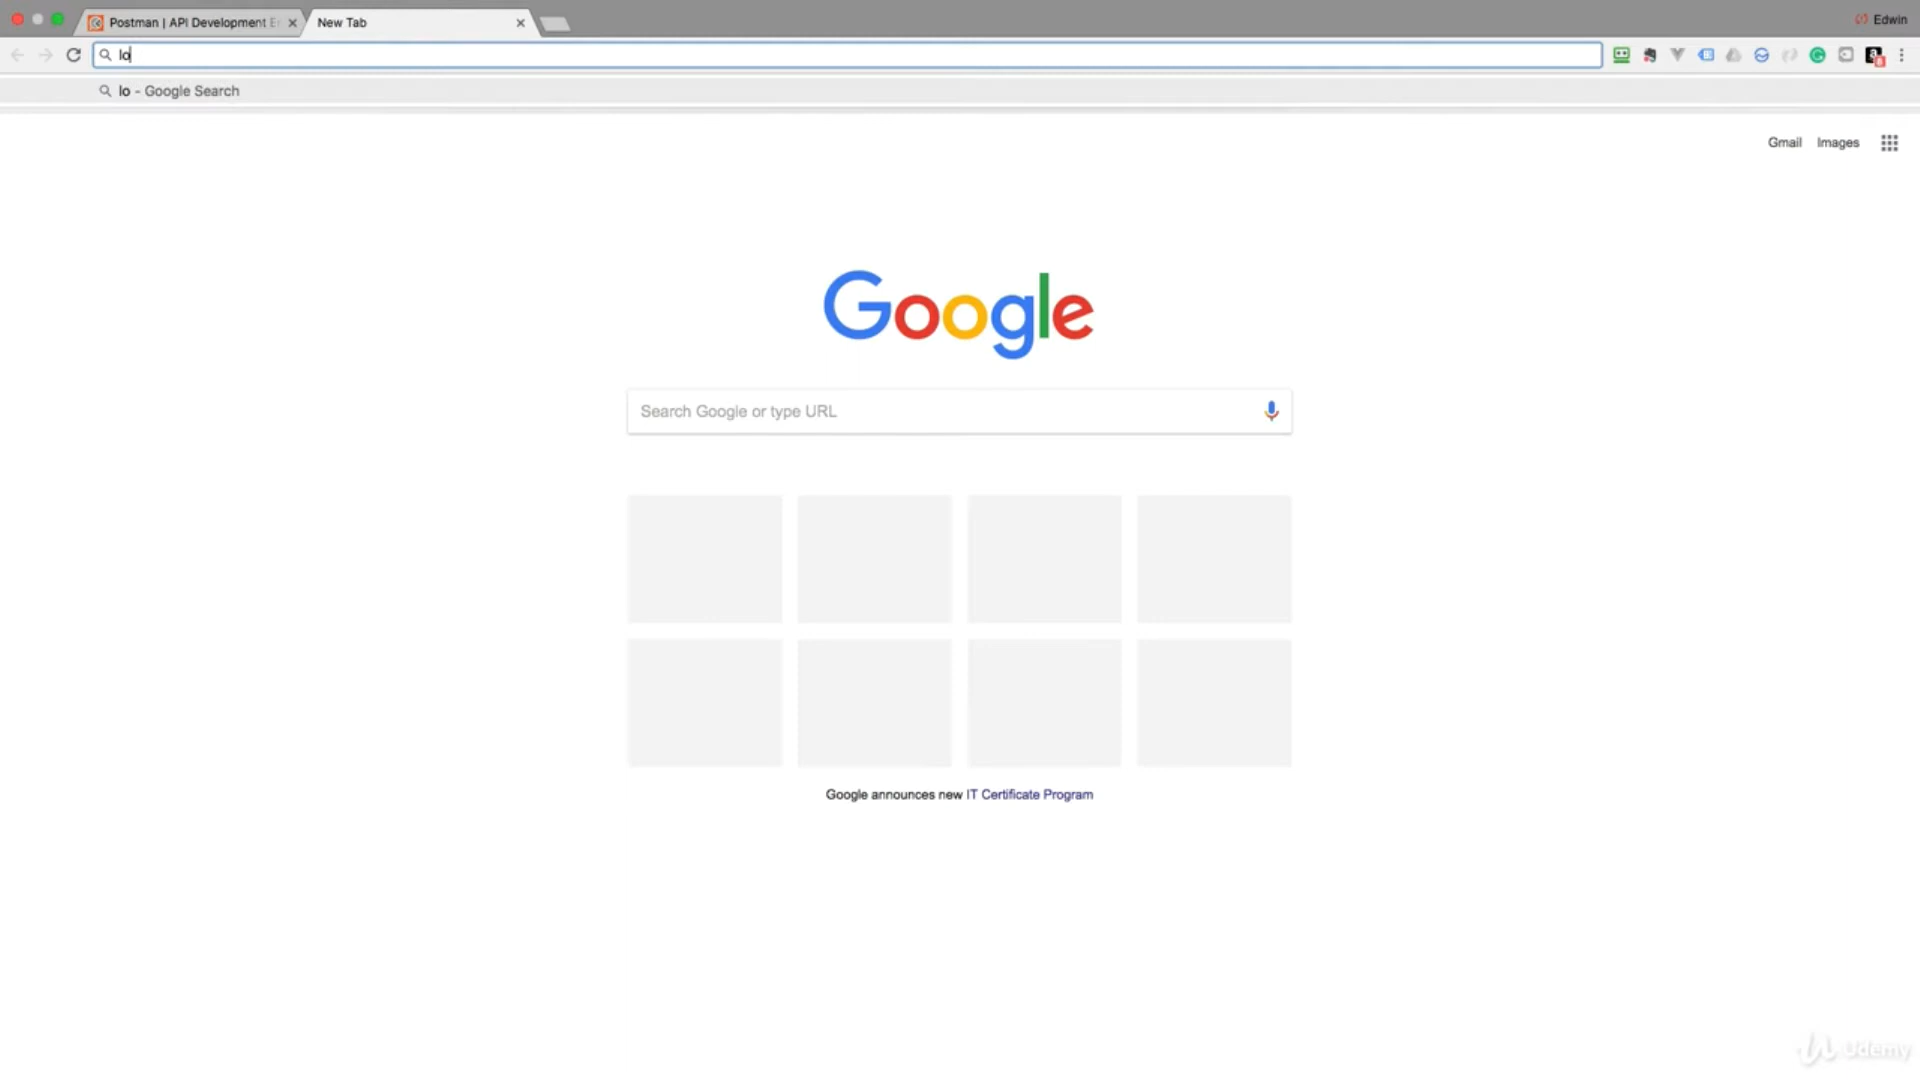 Postman | API Development E
New Tab
Edwin
lo
lo - Google Search
Gmail
Images
Google
Search Google or type URL
Google announces new IT Certificate Program
Udemy